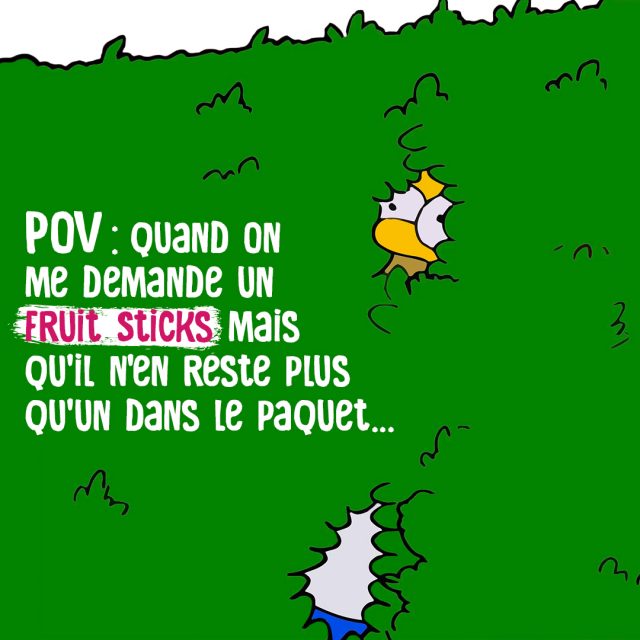 POV : QUAND ON
ME DEMANDE UN
FRUIT STICKS MAIS
QU'IL N'EN RESTE PLUS
QU'UN DANS LE PAQUET...